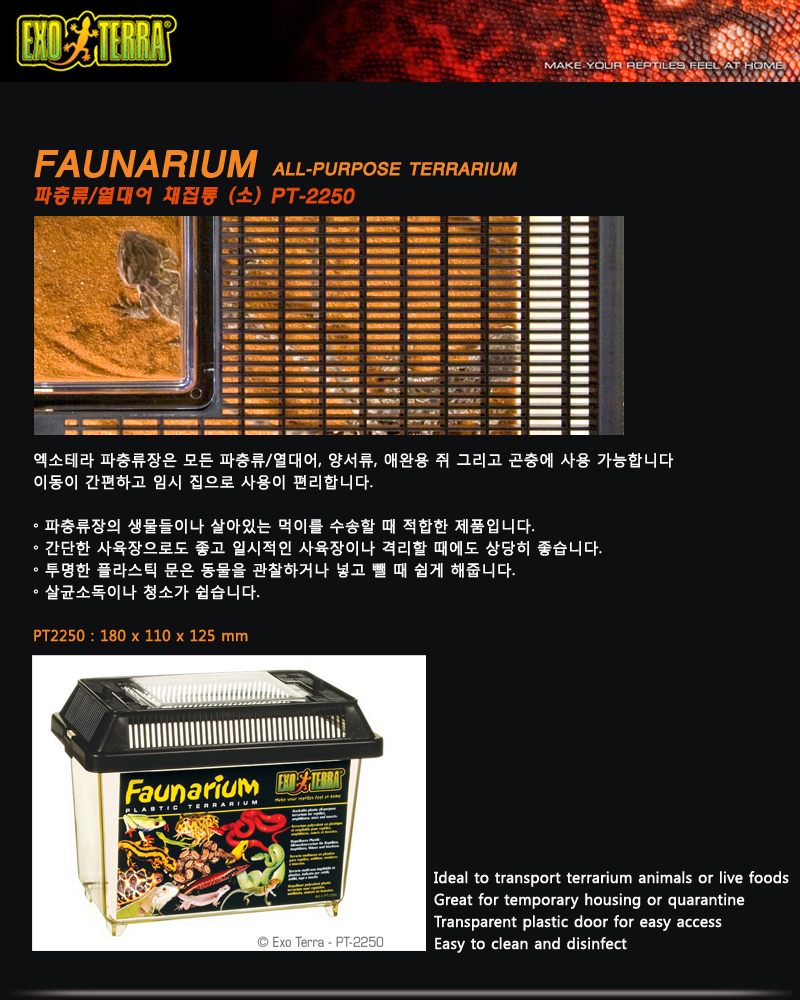 EXO TERRA®
MAKE YOUR REPTILES FEEL AT HOME
FAUNARIUM ALL-PURPOSE TERRARIUM
파충류/열대어 채집통 (소) PT-2250
엑소테라 파충류장은 모든 파충류/열대어, 양서류, 애완용 쥐 그리고 곤충에 사용 가능합니다
이동이 간편하고 임시 집으로 사용이 편리합니다.
◦ 파충류장의 생물들이나 살아있는 먹이를 수송할 때 적합한 제품입니다.
◦ 간단한 사육장으로도 좋고 일시적인 사육장이나 격리할 때에도 상당히 좋습니다.
◦ 투명한 플라스틱 문은 동물을 관찰하거나 넣고 뺄 때 쉽게 해줍니다.
◦ 살균소독이나 청소가 쉽습니다.
PT2250 : 180 x 110 x 125 mm
Faunarium
PLASTIC TERRARIUM
EXO TERRA
Make your reptiles feel at home
© Exo Terra - PT-2250
Ideal to transport terrarium animals or live foods
Great for temporary housing or quarantine
Transparent plastic door for easy access
Easy to clean and disinfect